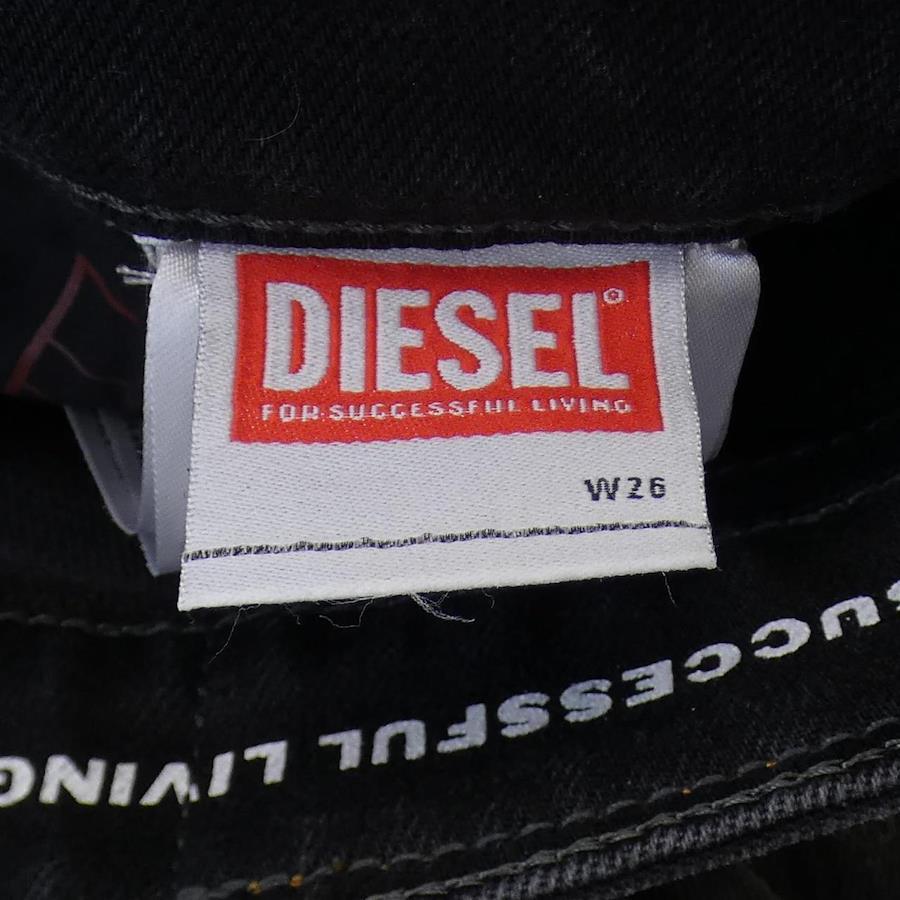 DIESEL®
FOR SUCCESSFUL LIVING
W26
SUCCESSFUL LIVING